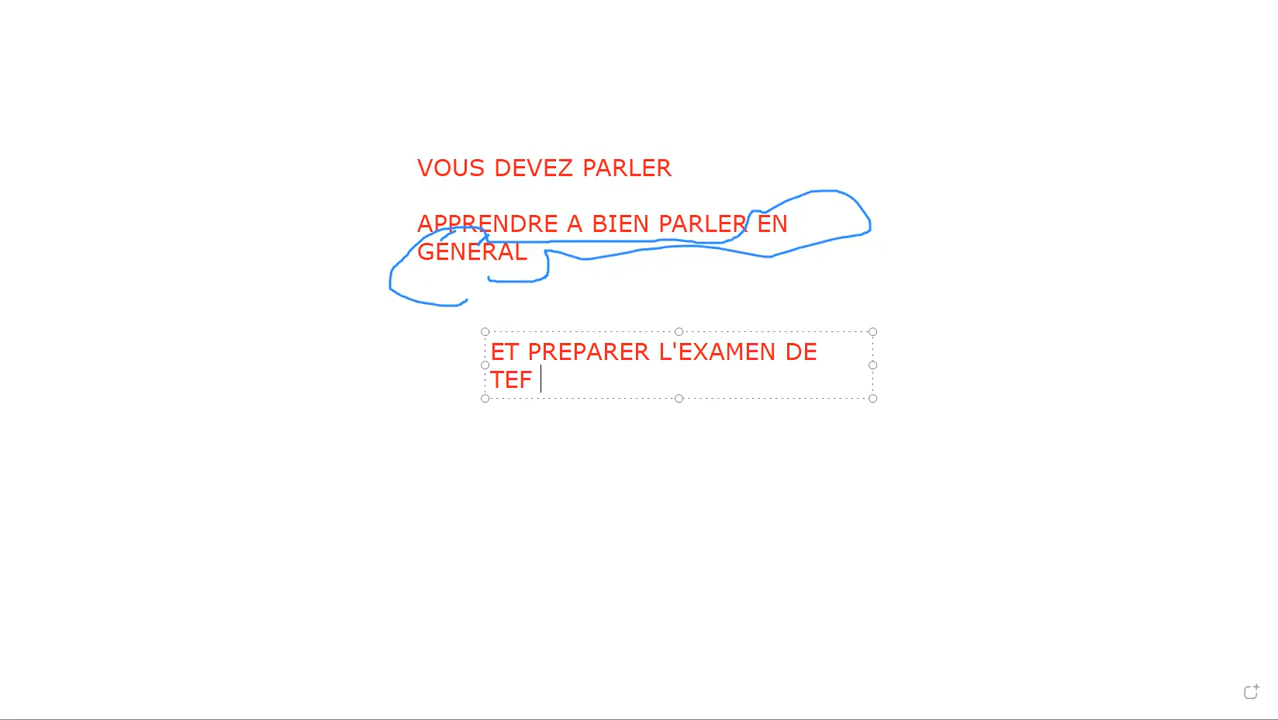 VOUS DEVEZ PARLER
APPRENDRE A BIEN PARLER EN
GENERAL
ET PREPARER L'EXAMEN DE
TEF